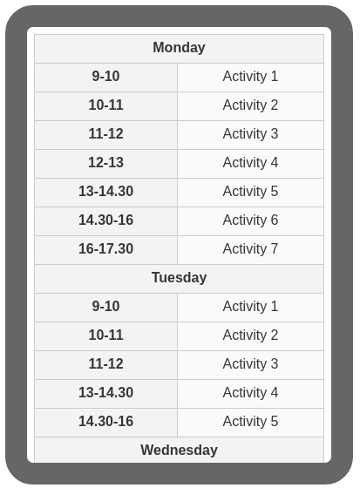 Monday
9-10 Activity 1
10-11 Activity 2
11-12 Activity 3
12-13 Activity 4
13-14.30 Activity 5
14.30-16 Activity 6
16-17.30 Activity 7
Tuesday
9-10 Activity 1
10-11 Activity 2
11-12 Activity 3
13-14.30 Activity 4
14.30-16 Activity 5
Wednesday